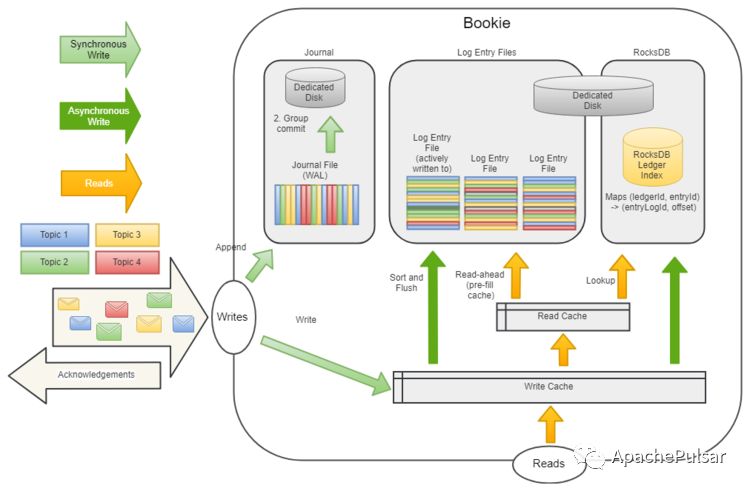 Bookie
Synchronous
Write
Asynchronous
Write
Reads
Topic 1
Topic 3
Topic 2
Topic 4
Acknowledgements
Journal
Dedicated
Disk
2. Group
commit
Journal File
(WAL)
Append
Writes
Write
Log Entry Files
Dedicated
Disk
Log Entry
File
(actively
written to)
Log Entry
File
Log Entry
File
RocksDB
RocksDB
Ledger
Index
Maps (ledgerId, entryId)
-> (entryLogId, offset)
Sort and
Flush
Read-ahead
(pre-fill
cache)
Lookup
Read Cache
Write Cache
Reads
ApachePulsar